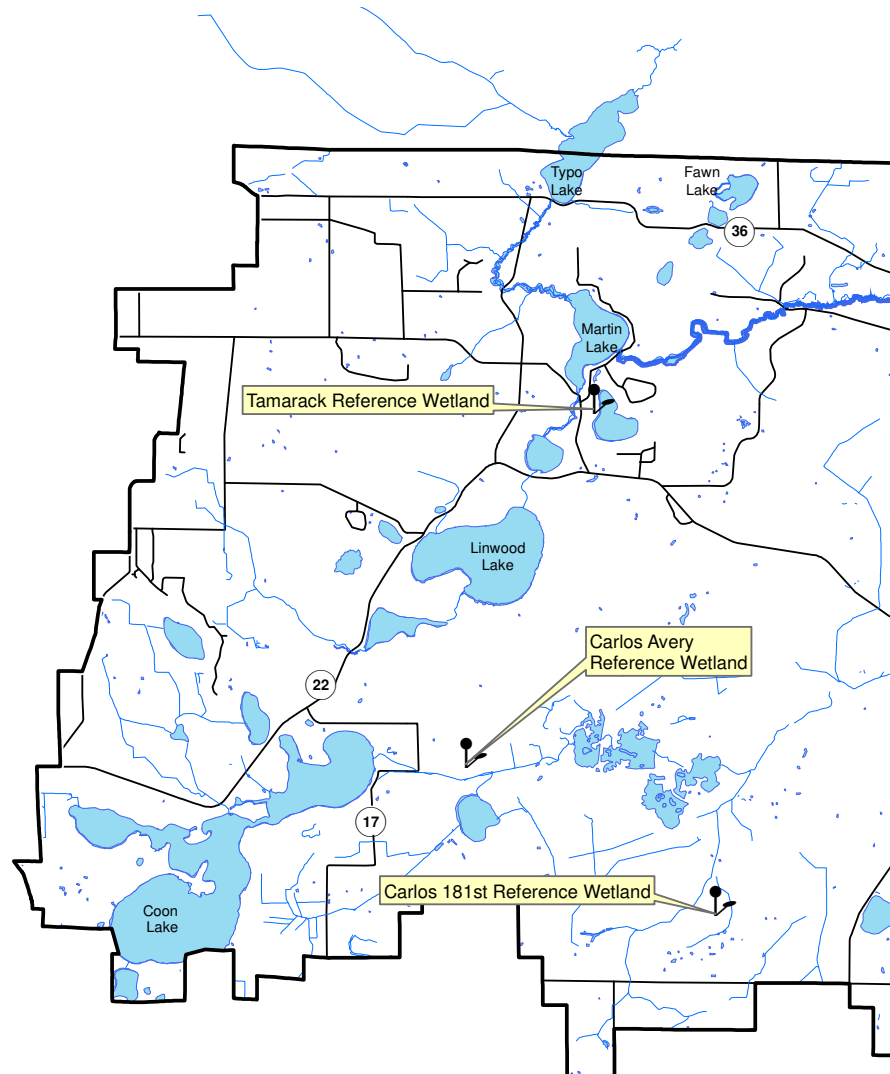 Typo
Lake
Fawn
Lake
36
Martin
Lake
Tamarack Reference Wetland
Linwood
Lake
Carlos Avery
Reference Wetland
22
17
Carlos 181st Reference Wetland
Coon
Lake